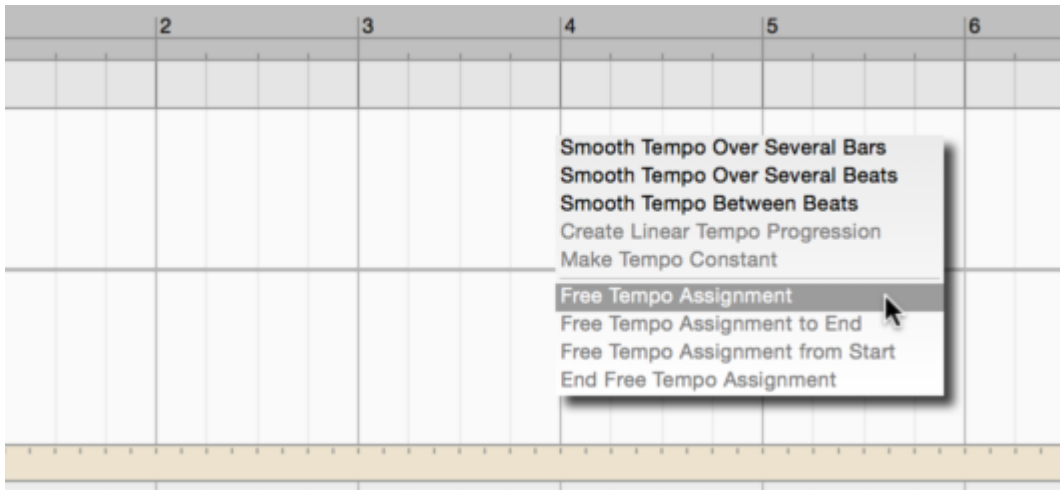 2 3 4 5 6
Smooth Tempo Over Several Bars
Smooth Tempo Over Several Beats
Smooth Tempo Between Beats
Create Linear Tempo Progression
Make Tempo Constant
Free Tempo Assignment
Free Tempo Assignment to End
Free Tempo Assignment from Start
End Free Tempo Assignment